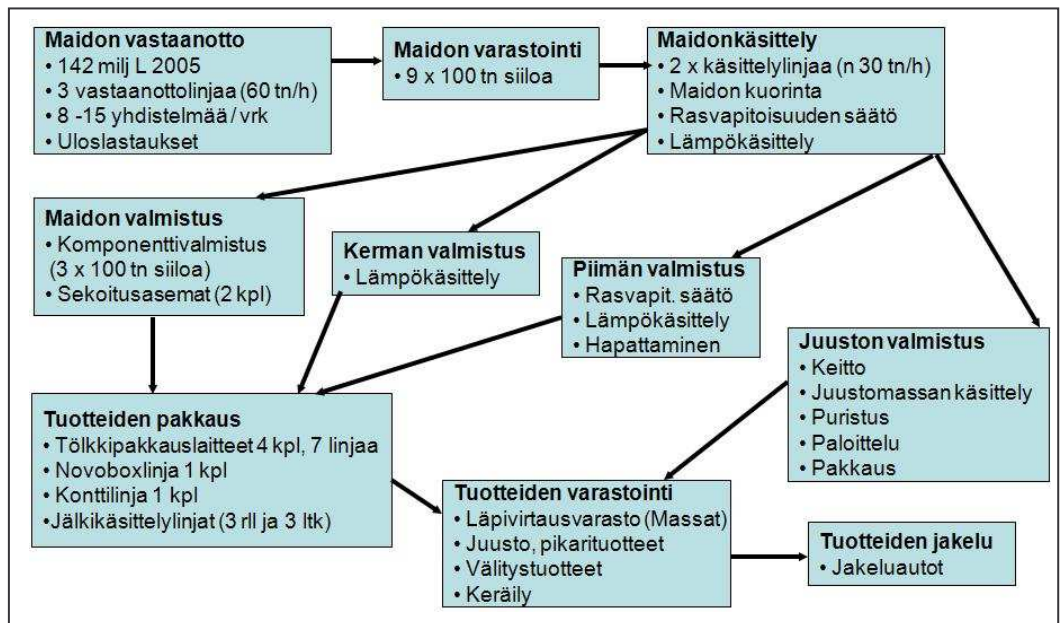 Maidon vastaanotto
• 142 milj L 2005
• 3 vastaanottolinjaa (60 tn/h)
• 8 -15 yhdistelmää / vrk
• Uloslastaukset
Maidon varastointi
• 9 x 100 tn siiloa
Maidonkäsittely
• 2 x käsittelylinjaa (n 30 tn/h)
• Maidon kuorinta
• Rasvapitoisuuden säätö
• Lämpökäsittely
Maidon valmistus
• Komponenttivalmistus
(3 x 100 tn siiloa)
• Sekoitusasemat (2 kpl)
Kerman valmistus
• Lämpökäsittely
Piimän valmistus
• Rasvapit. säätö
• Lämpökäsittely
• Hapattaminen
Juuston valmistus
• Keitto
• Juustomassan käsittely
• Puristus
• Paloittelu
• Pakkaus
Tuotteiden pakkaus
• Tölkkipakkauslaitteet 4 kpl, 7 linjaa
• Novoboxlinja 1 kpl
• Konttilinja 1 kpl
• Jälkikäsittelylinjat (3 rll ja 3 ltk)
Tuotteiden varastointi
• Läpivirtausvarasto (Massat)
• Juusto, pikarituotteet
• Välitystuotteet
• Keräily
Tuotteiden jakelu
• Jakeluautot